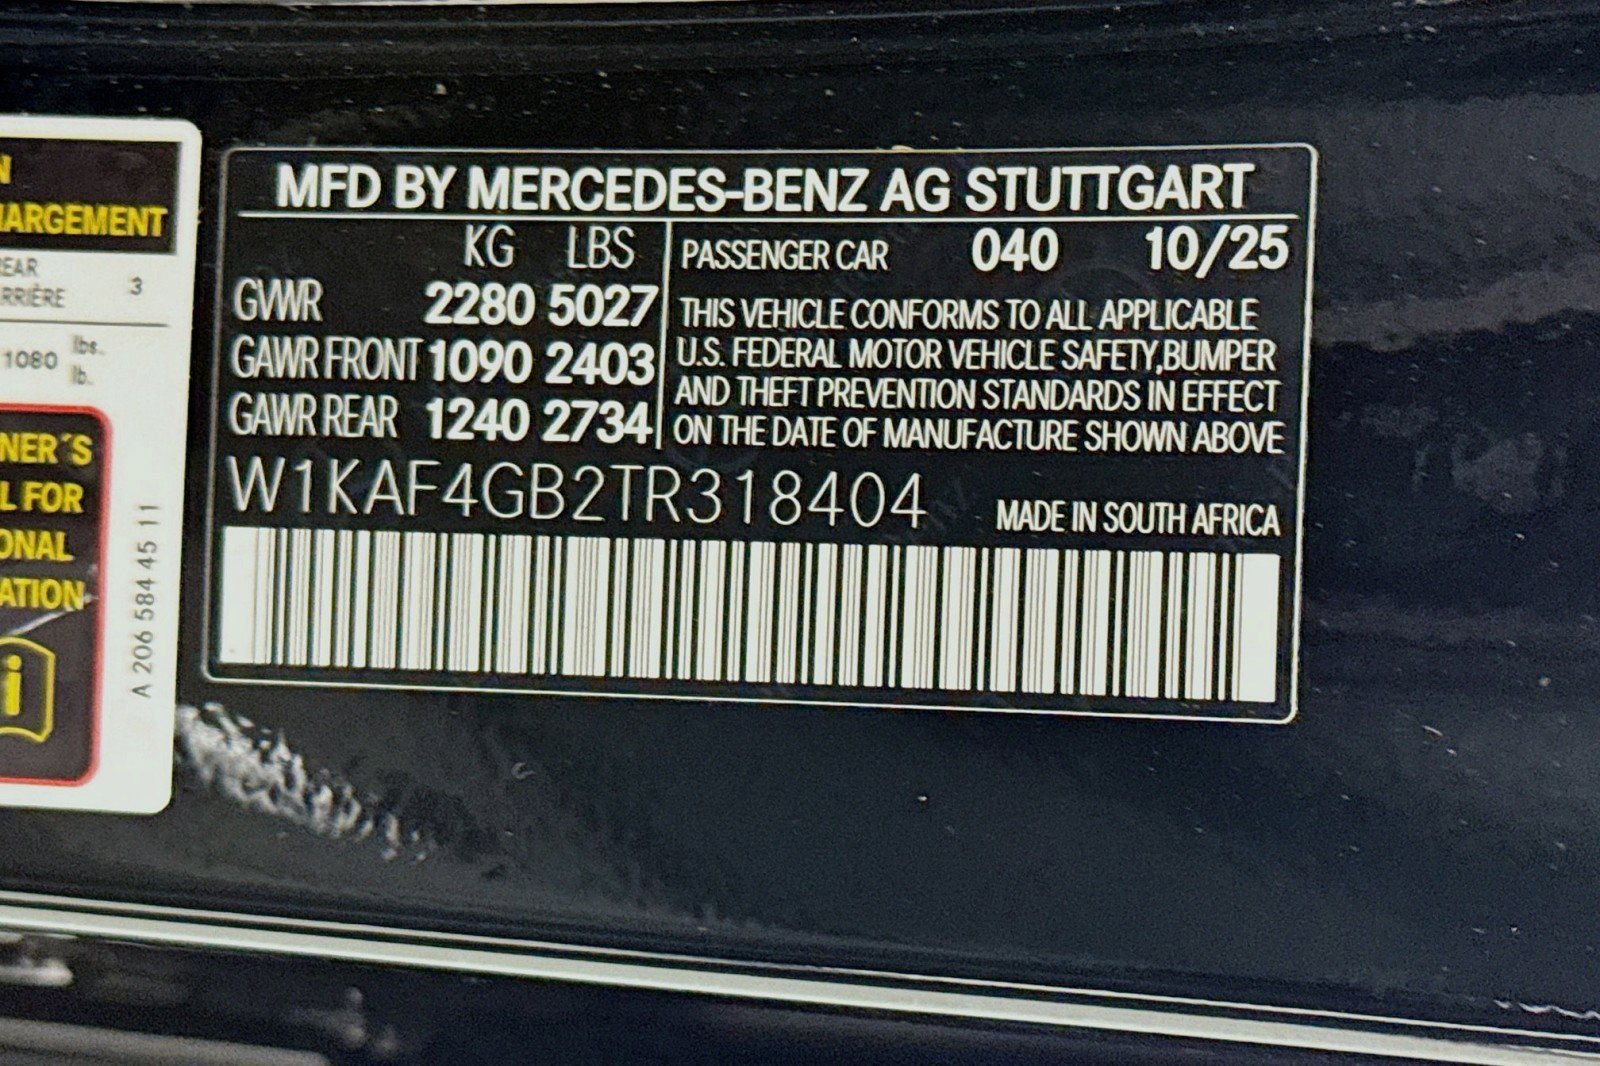 N
HARGEMENT
EAR
RRIÈRE 3
1080 lbs.
lb.
NER´S
L FOR
ONAL
ATION
i
A 206 584 45 11
MFD BY MERCEDES-BENZ AG STUTTGART
KG LBS
GVWR 2280 5027
GAWR FRONT 1090 2403
GAWR REAR 1240 2734
PASSENGER CAR 040 10/25
THIS VEHICLE CONFORMS TO ALL APPLICABLE
U.S. FEDERAL MOTOR VEHICLE SAFETY,BUMPER
AND THEFT PREVENTION STANDARDS IN EFFECT
ON THE DATE OF MANUFACTURE SHOWN ABOVE
W1KAF4GB2TR318404
MADE IN SOUTH AFRICA